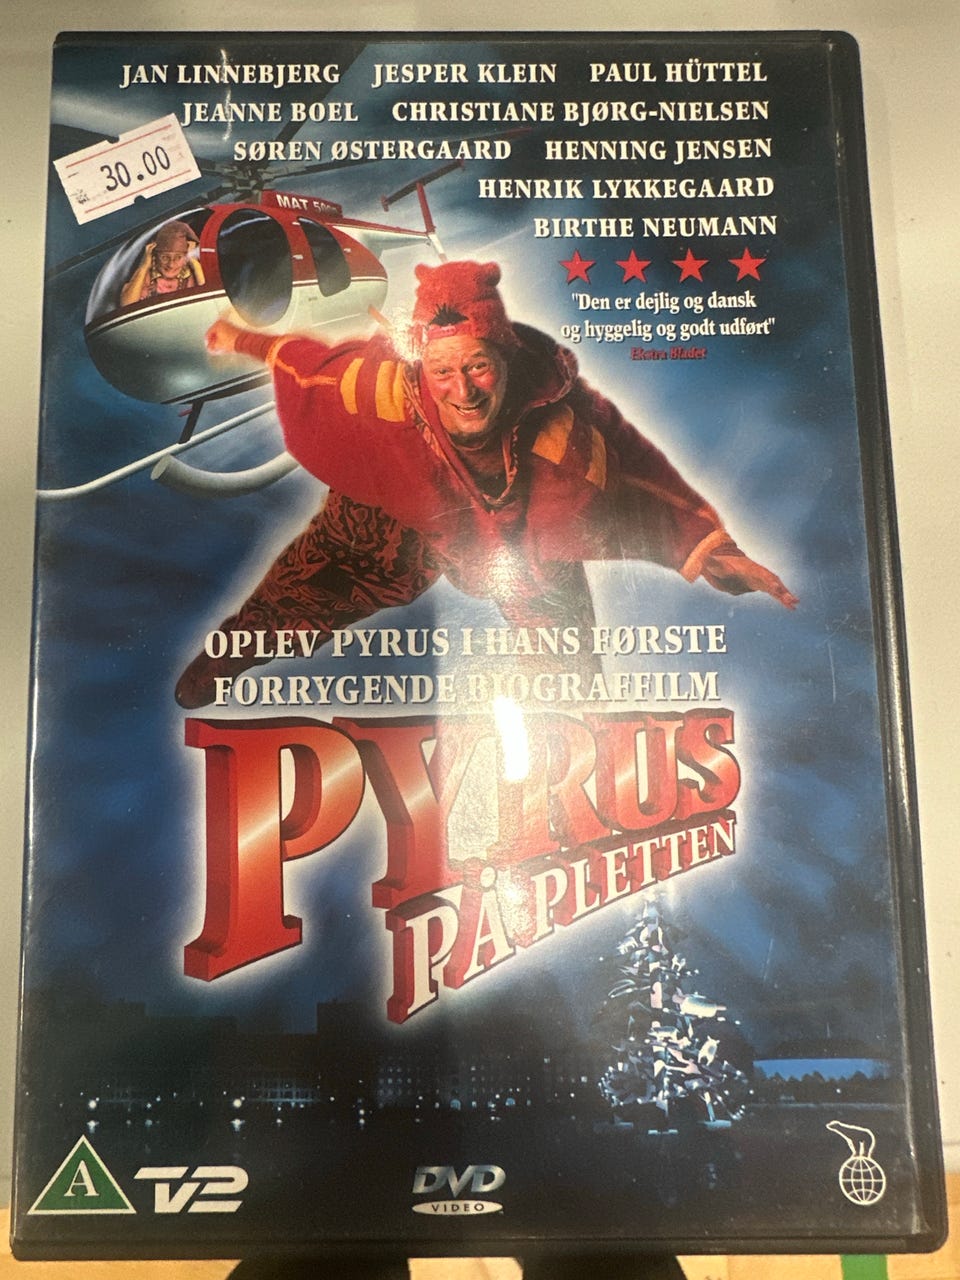 JAN LINNEBJERG JESPER KLEIN PAUL HÜTTEL
JEANNE BOEL CHRISTIANE BJØRG-NIELSEN
SØREN ØSTERGAARD HENNING JENSEN
HENRIK LYKKEGAARD
BIRTHE NEUMANN
30.00
"Den er dejlig og dansk
og hyggelig og godt udført"
Ekstra Bladet
OPLEV PYRUS I HANS FØRSTE
FORRYGENDE BIOGRAFFILM
PYRUS
PÅ PLETTEN
A
TV2
DVD
VIDEO